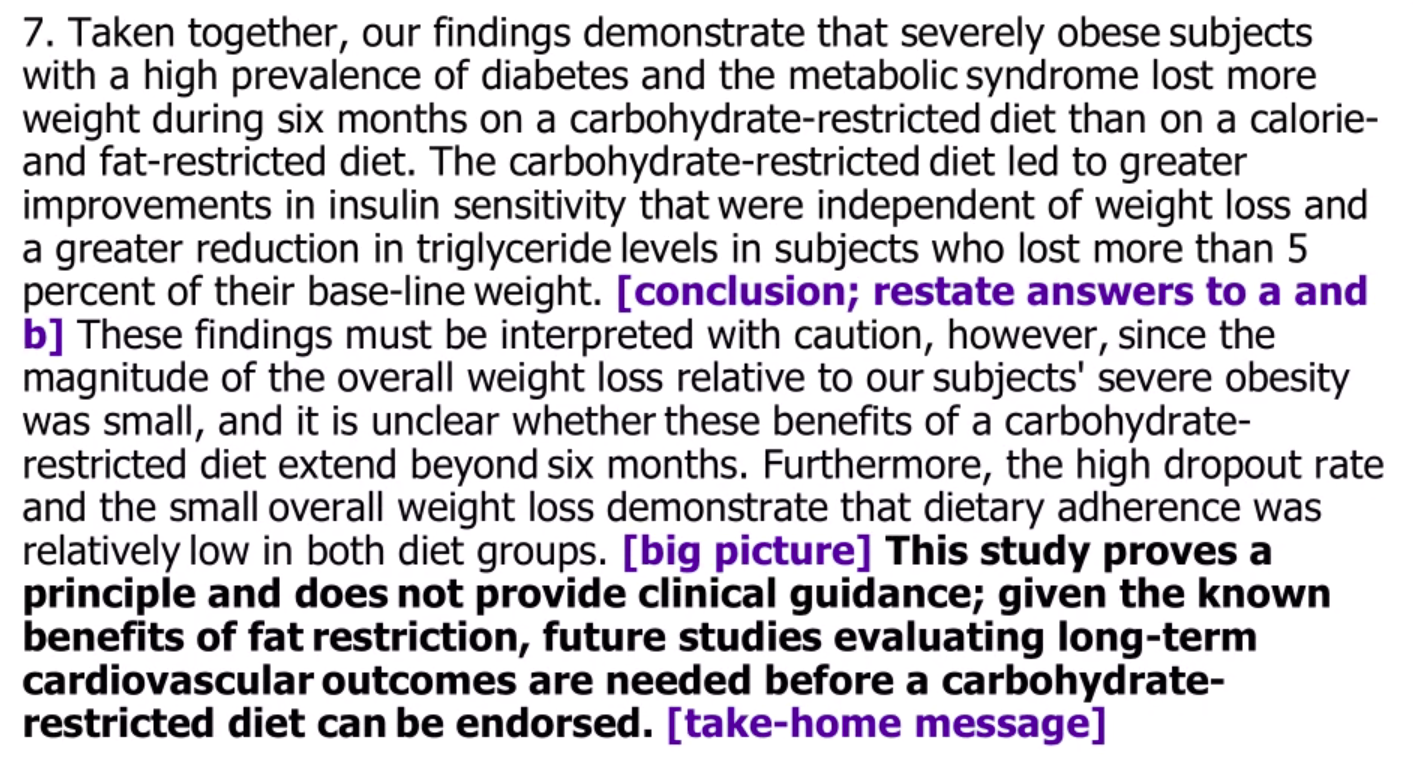 7. Taken together, our findings demonstrate that severely obese subjects
with a high prevalence of diabetes and the metabolic syndrome lost more
weight during six months on a carbohydrate-restricted diet than on a calorie-
and fat-restricted diet. The carbohydrate-restricted diet led to greater
improvements in insulin sensitivity that were independent of weight loss and
a greater reduction in triglyceride levels in subjects who lost more than 5
percent of their base-line weight. [conclusion; restate answers to a and
b] These findings must be interpreted with caution, however, since the
magnitude of the overall weight loss relative to our subjects' severe obesity
was small, and it is unclear whether these benefits of a carbohydrate-
restricted diet extend beyond six months. Furthermore, the high dropout rate
and the small overall weight loss demonstrate that dietary adherence was
relatively low in both diet groups. [big picture] This study proves a
principle and does not provide clinical guidance; given the known
benefits of fat restriction, future studies evaluating long-term
cardiovascular outcomes are needed before a carbohydrate-
restricted diet can be endorsed. [take-home message]